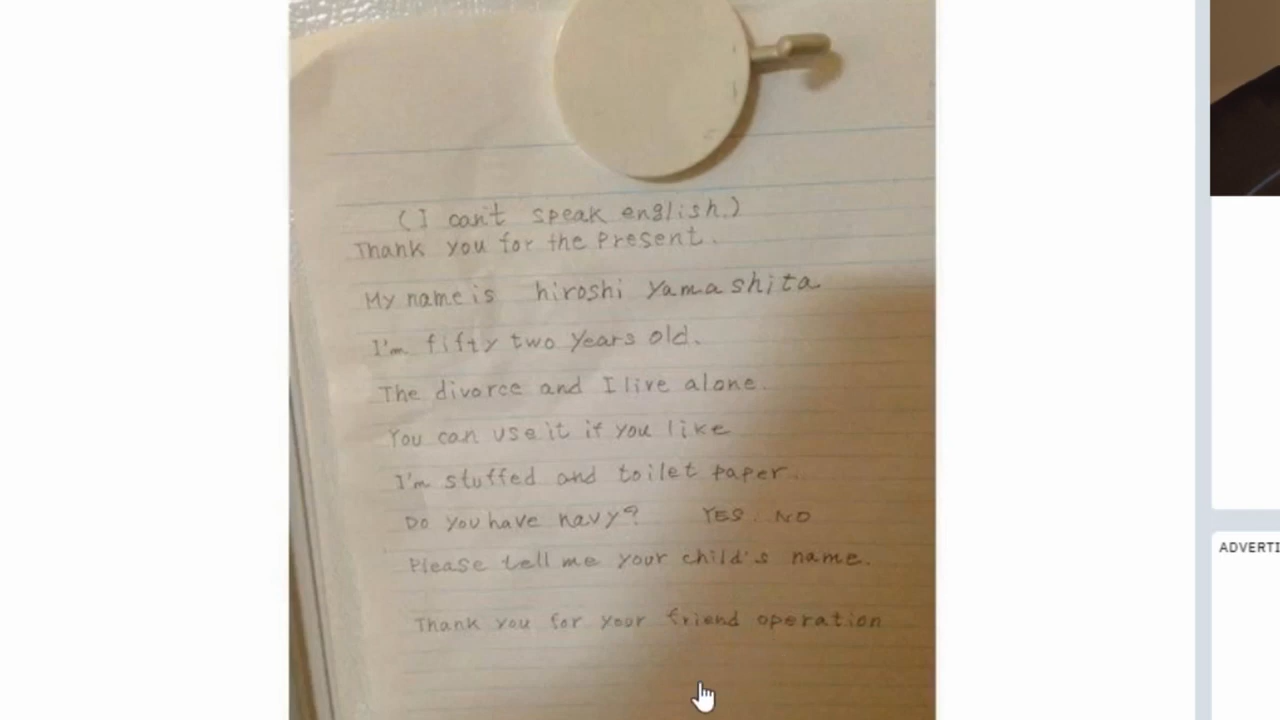 (I can't speak english.)
Thank you for the Present.
My name is hiroshi yamashita
I'm fifty two years old.
The divorce and I live alone.
You can use it if you like
I'm stuffed and toilet paper.
Do you have navy? YES. NO
Please tell me your child's name.
Thank you for your friend operation
ADVERTI